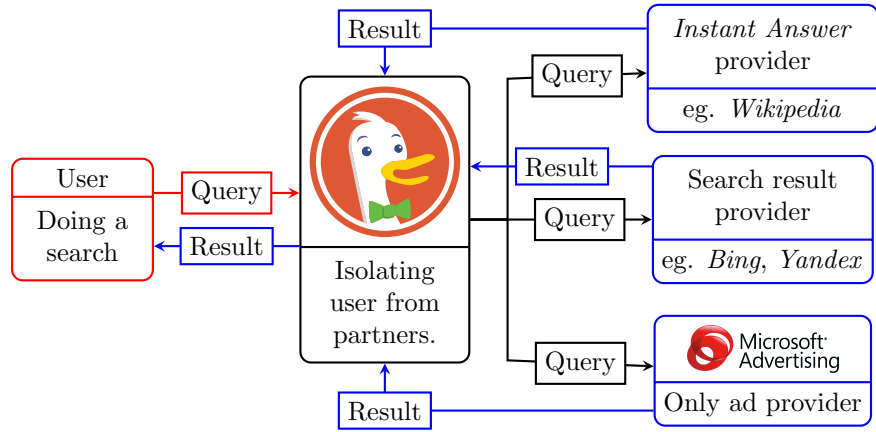 Result
Instant Answer
provider
eg. Wikipedia
Query
User
Doing a
search
Query
Result
Isolating
user from
partners.
Result
Query
Search result
provider
eg. Bing, Yandex
Query
Microsoft
Advertising
Only ad provider
Result